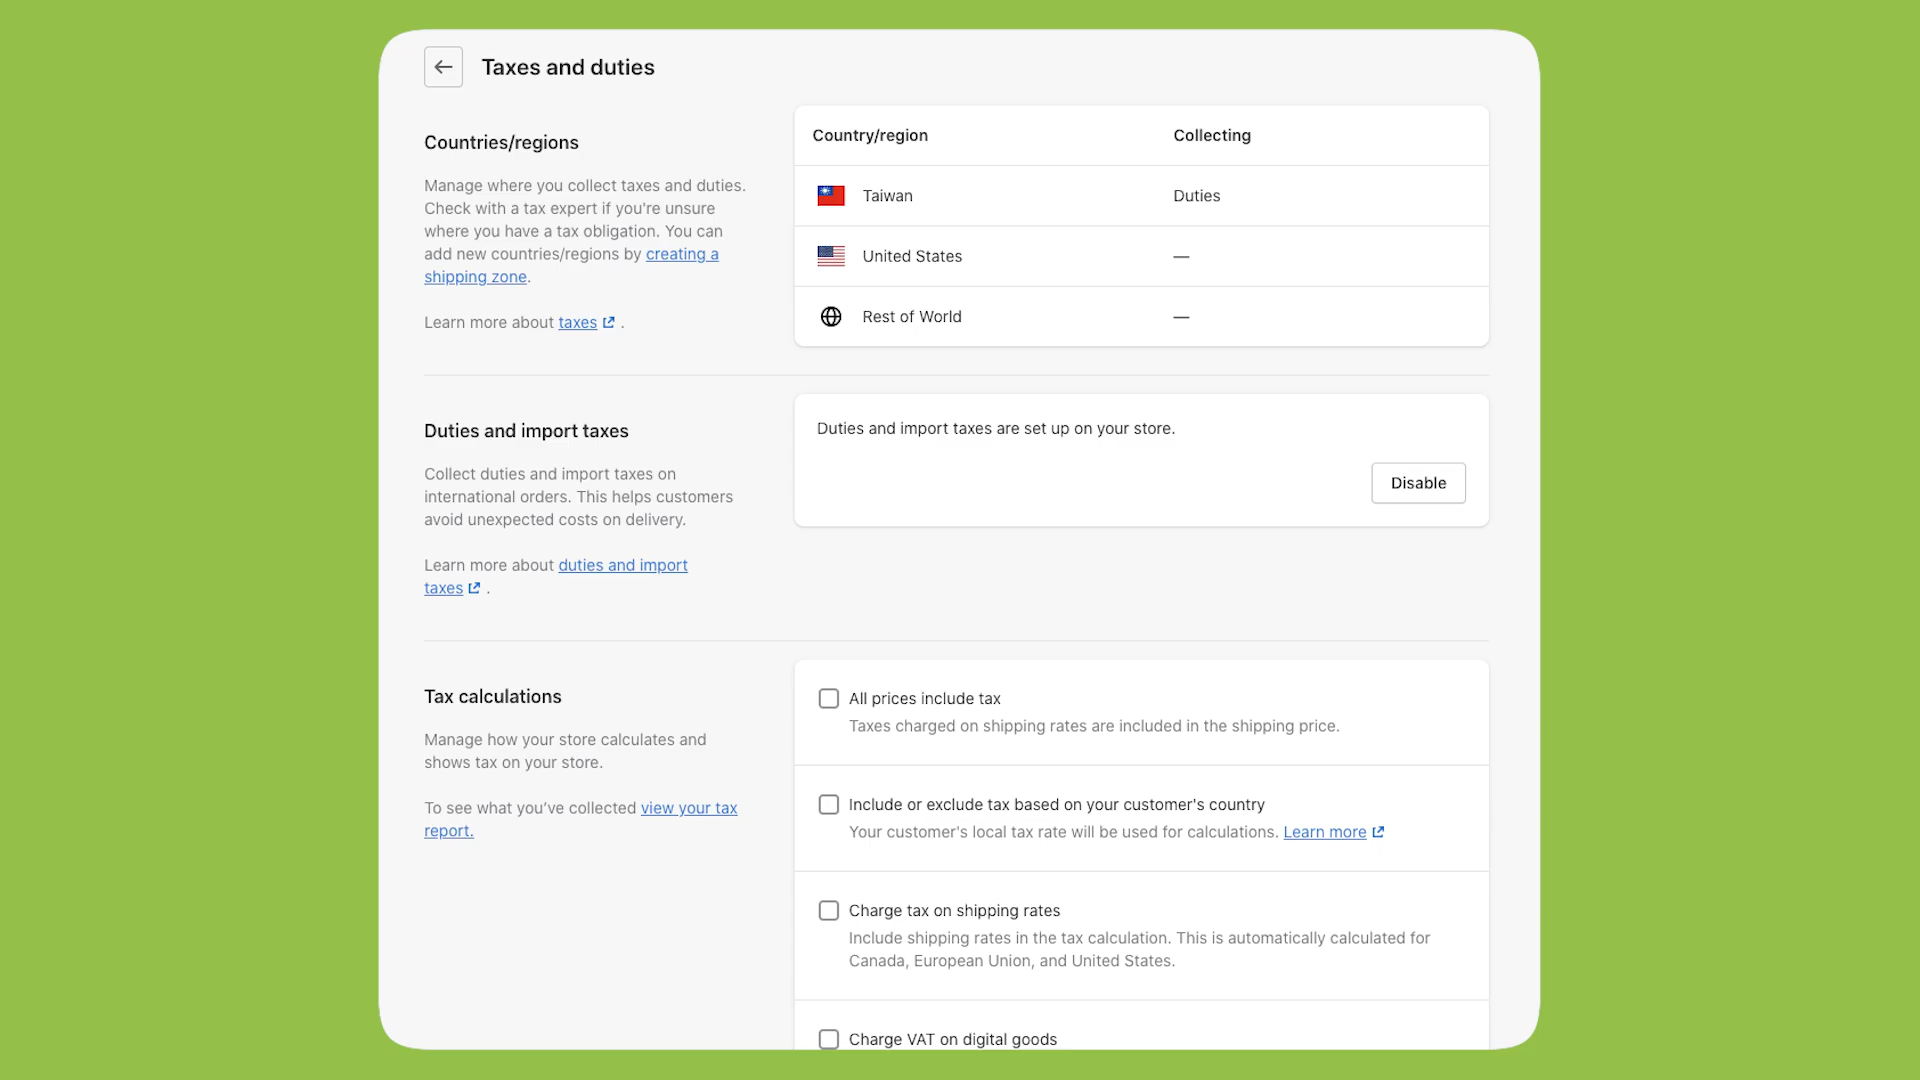 Taxes and duties
Countries/regions
Manage where you collect taxes and duties.
Check with a tax expert if you're unsure
where you have a tax obligation. You can
add new countries/regions by creating a
shipping zone.
Learn more about taxes .
Country/region Collecting
Taiwan Duties
United States —
Rest of World —
Duties and import taxes
Collect duties and import taxes on
international orders. This helps customers
avoid unexpected costs on delivery.
Learn more about duties and import
taxes .
Duties and import taxes are set up on your store.
Disable
Tax calculations
Manage how your store calculates and
shows tax on your store.
To see what you’ve collected view your tax
report.
All prices include tax
Taxes charged on shipping rates are included in the shipping price.
Include or exclude tax based on your customer's country
Your customer's local tax rate will be used for calculations. Learn more
Charge tax on shipping rates
Include shipping rates in the tax calculation. This is automatically calculated for
Canada, European Union, and United States.
Charge VAT on digital goods